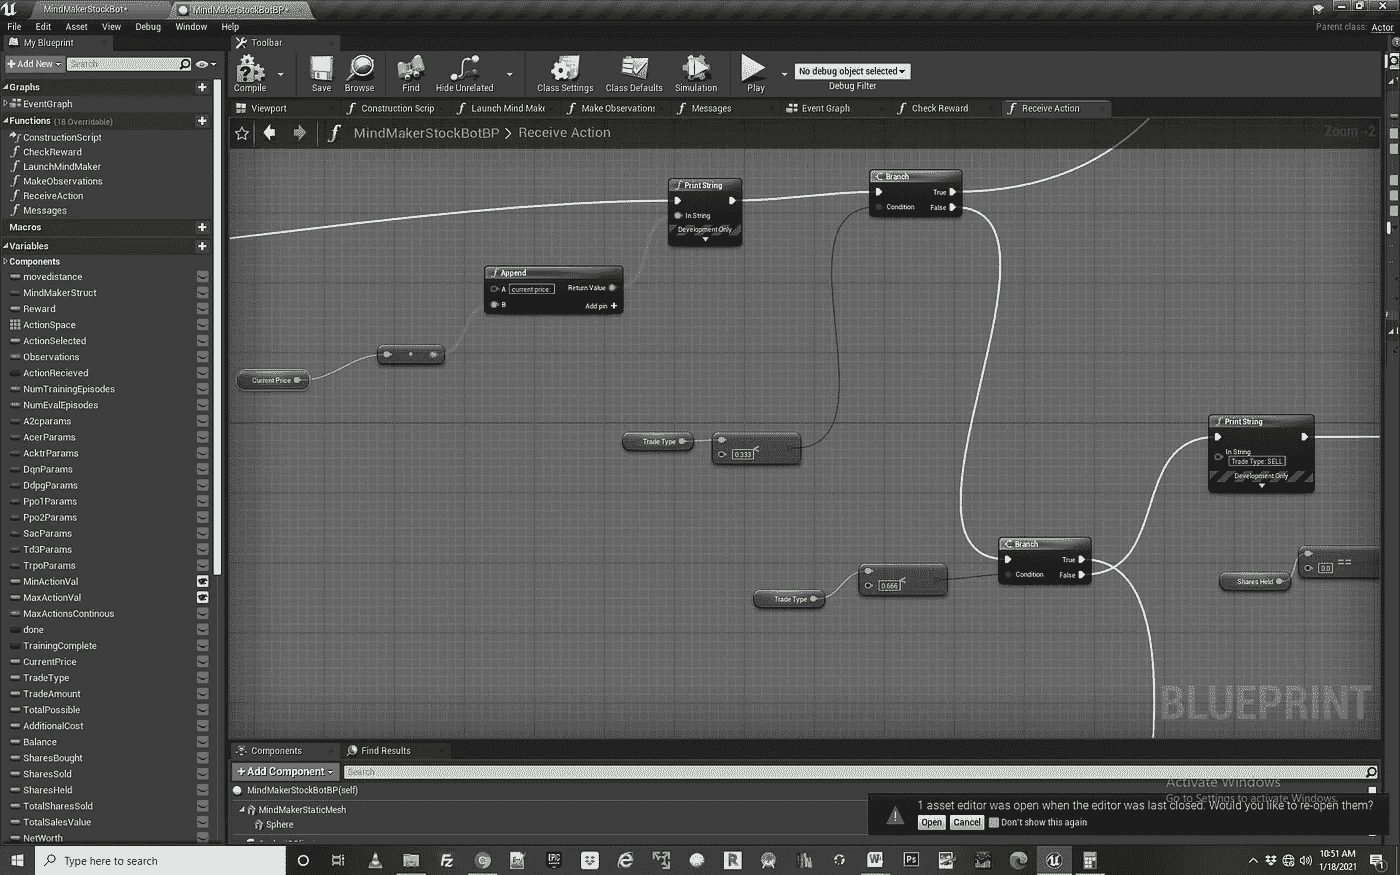 MindMakerStockBot*
MindMakerStockBotBP*
File Edit Asset View Debug Window Help
Parent class: Actor
My Blueprint
Toolbar
+ Add New
Search
Compile
Save
Browse
Find
Hide Unrelated
Class Settings
Class Defaults
Simulation
Play
No debug object selected
Debug Filter
Graphs
EventGraph
Functions (18 Overridable)
ConstructionScript
CheckReward
LaunchMindMaker
MakeObservations
ReceiveAction
Messages
Macros
Variables
Components
movedistance
MindMakerStruct
Reward
ActionSpace
ActionSelected
Observations
ActionRecieved
NumTrainingEpisodes
NumEvalEpisodes
A2cparams
AcerParams
AcktrParams
DqnParams
DdpgParams
Ppo1Params
Ppo2Params
SacParams
Td3Params
TrpoParams
MinActionVal
MaxActionVal
MaxActionsContinous
done
TrainingComplete
CurrentPrice
TradeType
TradeAmount
TotalPossible
AdditionalCost
Balance
SharesBought
SharesSold
SharesHeld
TotalSharesSold
TotalSalesValue
NetWorth
Viewport
Construction Scrip
Launch Mind Make
Make Observations
Messages
Event Graph
Check Reward
Receive Action
MindMakerStockBotBP > Receive Action
Zoom -2
Print String
In String
Development Only
Branch
True
Condition
False
Append
A current price:
Return Value
B
Add pin +
Current Price
Trade Type
0.333
<
Print String
In String
Trade Type: SELL
Development Only
Branch
True
Condition
False
Trade Type
0.666
<
Shares Held
0.0
==
BLUEPRINT
Components
Find Results
+ Add Component
Search
MindMakerStockBotBP(self)
MindMakerStaticMesh
Sphere
Activate Windows
Go to Settings to activate Windows.
1 asset editor was open when the editor was last closed. Would you like to re-open them?
Open
Cancel
Don't show this again
Type here to search
10:51 AM
1/18/2021